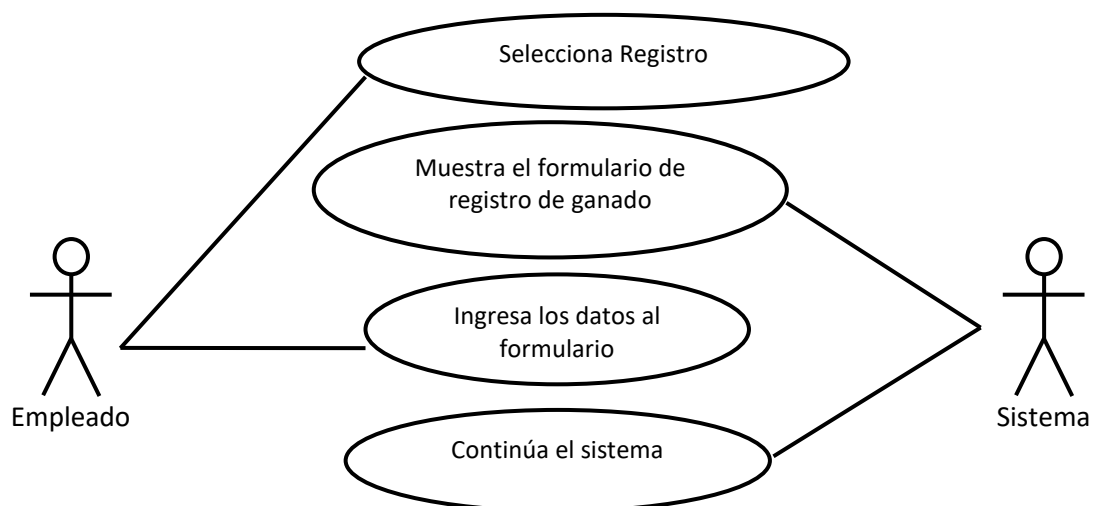 Selecciona Registro
Muestra el formulario de
registro de ganado
Ingresa los datos al
formulario
Empleado
Sistema
Continúa el sistema